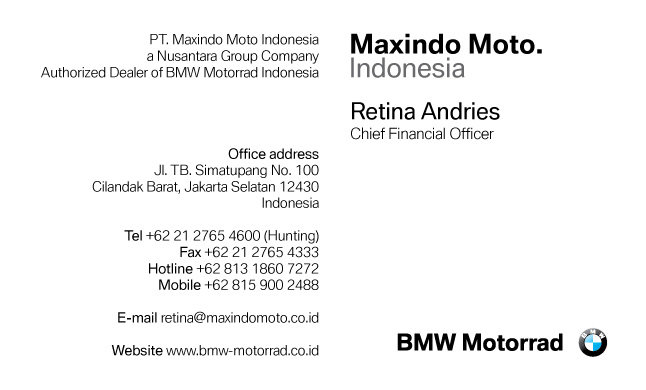 PT. Maxindo Moto Indonesia
a Nusantara Group Company
Authorized Dealer of BMW Motorrad Indonesia
Office address
Jl. TB. Simatupang No. 100
Cilandak Barat, Jakarta Selatan 12430
Indonesia
Tel +62 21 2765 4600 (Hunting)
Fax +62 21 2765 4333
Hotline +62 813 1860 7272
Mobile +62 815 900 2488
E-mail retina@maxindomoto.co.id
Website www.bmw-motorrad.co.id
Maxindo Moto.
Indonesia
Retina Andries
Chief Financial Officer
BMW Motorrad
BMW